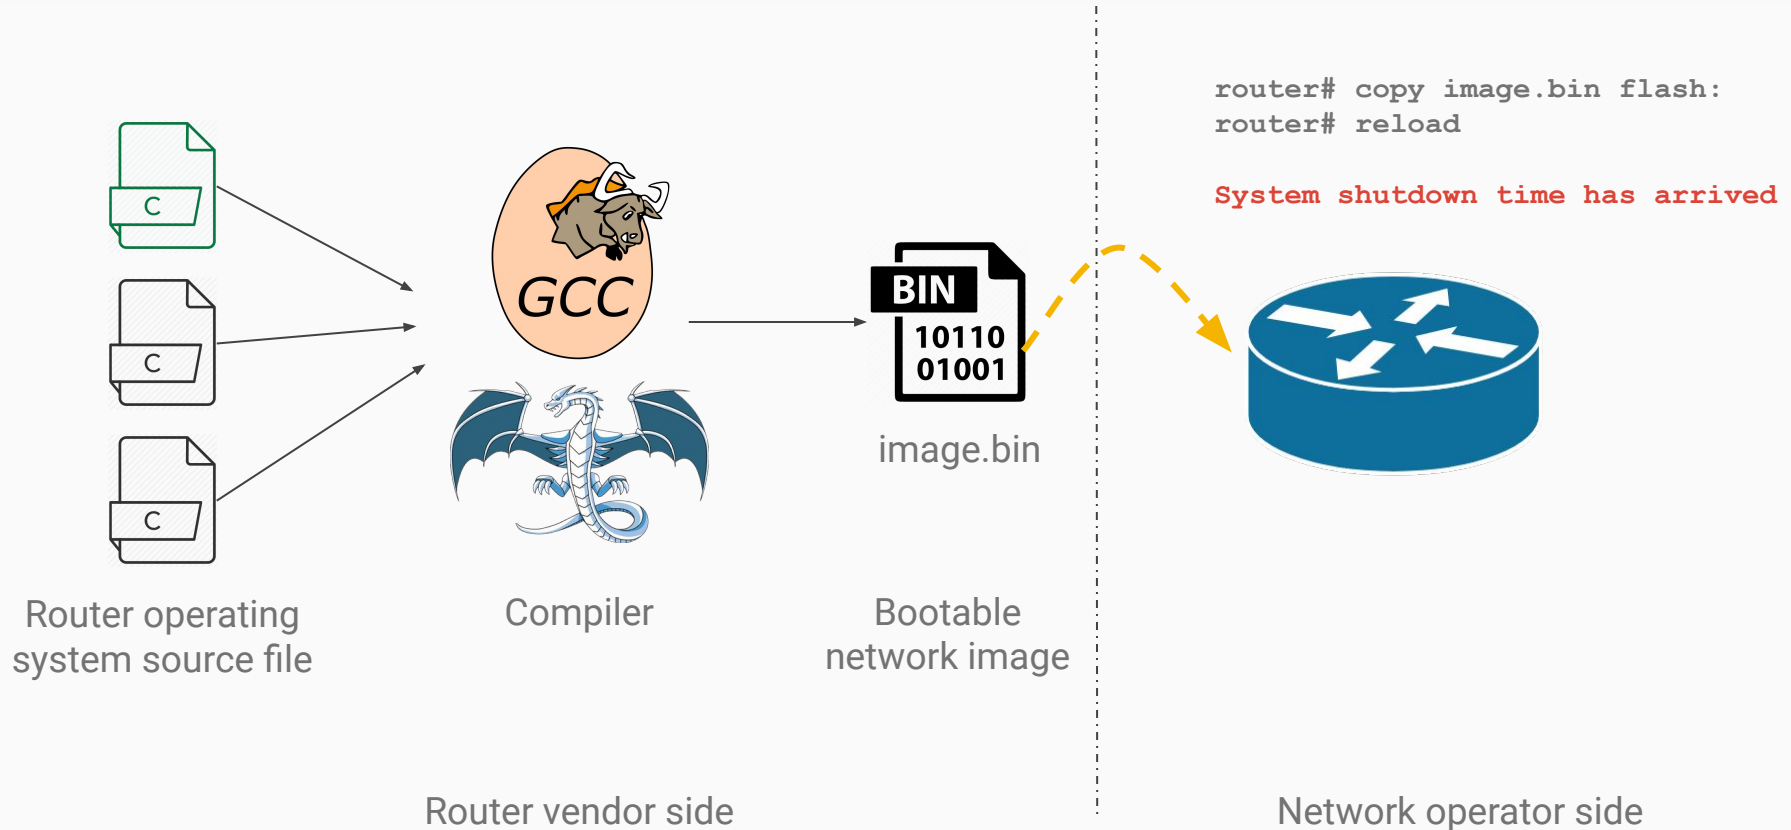 router# copy image.bin flash:
router# reload
System shutdown time has arrived
C
C
C
GCC
BIN
10110
01001
image.bin
Router operating
system source file
Compiler
Bootable
network image
Router vendor side
Network operator side